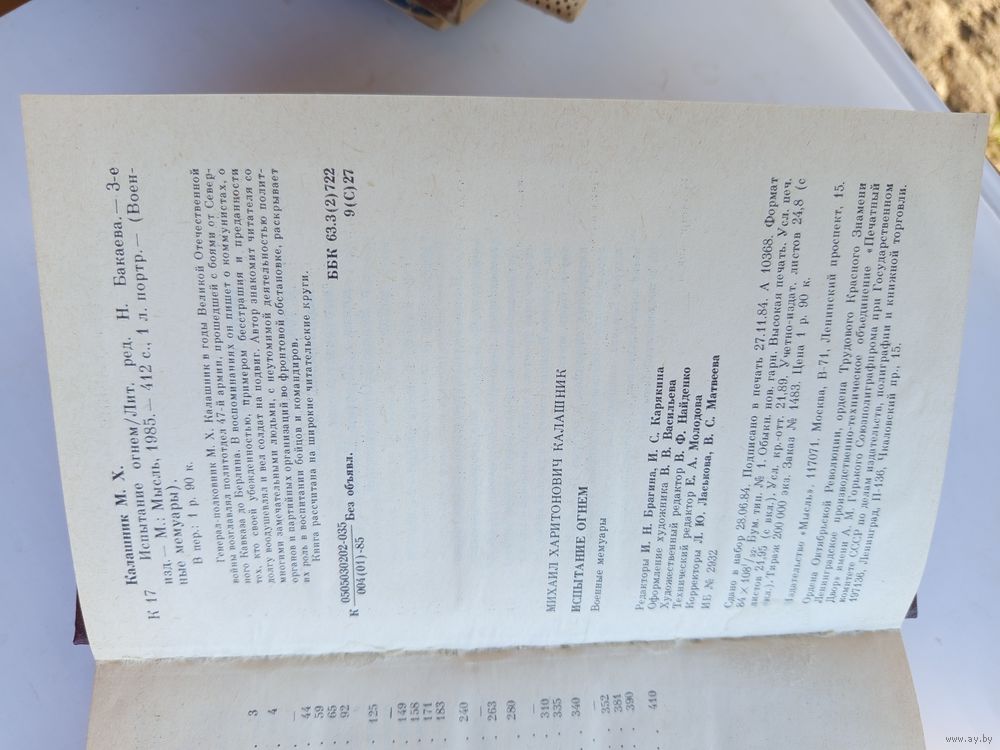 Калашник М. Х.
К 17 Испытание огнем/Лит. ред. Н. Бакаева.— 3-е
изд.— М.: Мысль, 1985.— 412 с., 1 л. портр.— (Воен-
ные мемуары).
В пер.: 1 р. 90 к.
Генерал-полковник М. Х. Калашник в годы Великой Отечественной
войны возглавлял политотдел 47-й армии, прошедшей с боями от Север-
ного Кавказа до Берлина. В воспоминаниях он пишет о коммунистах, о
тех, кто своей убежденностью, примером бесстрашия и преданности
долгу воодушевлял и вел солдат на подвиг. Автор знакомит читателя со
многими замечательными людьми, с неутомимой деятельностью полит-
органов и партийных организаций во фронтовой обстановке, раскрывает
их роль в воспитании бойцов и командиров.
Книга рассчитана на широкие читательские круги.
К 0505030202-035
004(01)-85 Без объявл.
ББК 63.3(2)722
9(С)27
МИХАИЛ ХАРИТОНОВИЧ КАЛАШНИК
ИСПЫТАНИЕ ОГНЕМ
Военные мемуары
Редакторы И. Н. Брагина, И. С. Карякина
Оформление художника В. В. Васильева
Художественный редактор В. Ф. Найденко
Технический редактор Е. А. Молодова
Корректоры Л. Ю. Ласькова, В. С. Матвеева
ИБ № 2932
Сдано в набор 28.06.84. Подписано в печать 27.11.84. А 10368. Формат
84×108¹/₃₂. Бум. тип. № 1. Обыкн. нов. гарн. Высокая печать. Усл. печ.
листов 21,95 (с вкл.). Усл. кр.-отт. 21,89. Учетно-издат. листов 24,8 (с
вкл.). Тираж 200 000 экз. Заказ № 1483. Цена 1 р. 90 к.
Издательство «Мысль». 117071. Москва, В-71, Ленинский проспект, 15.
Ордена Октябрьской Революции, ордена Трудового Красного Знамени
Ленинградское производственно-техническое объединение «Печатный
Двор» имени А. М. Горького Союзполиграфпрома при Государственном
комитете СССР по делам издательств, полиграфии и книжной торговли.
197136, Ленинград, П-136, Чкаловский пр., 15.
3
4
—
44
59
65
92
125
—
149
158
171
183
240
—
263
280
—
310
335
340
—
352
381
390
410
www.ay.by